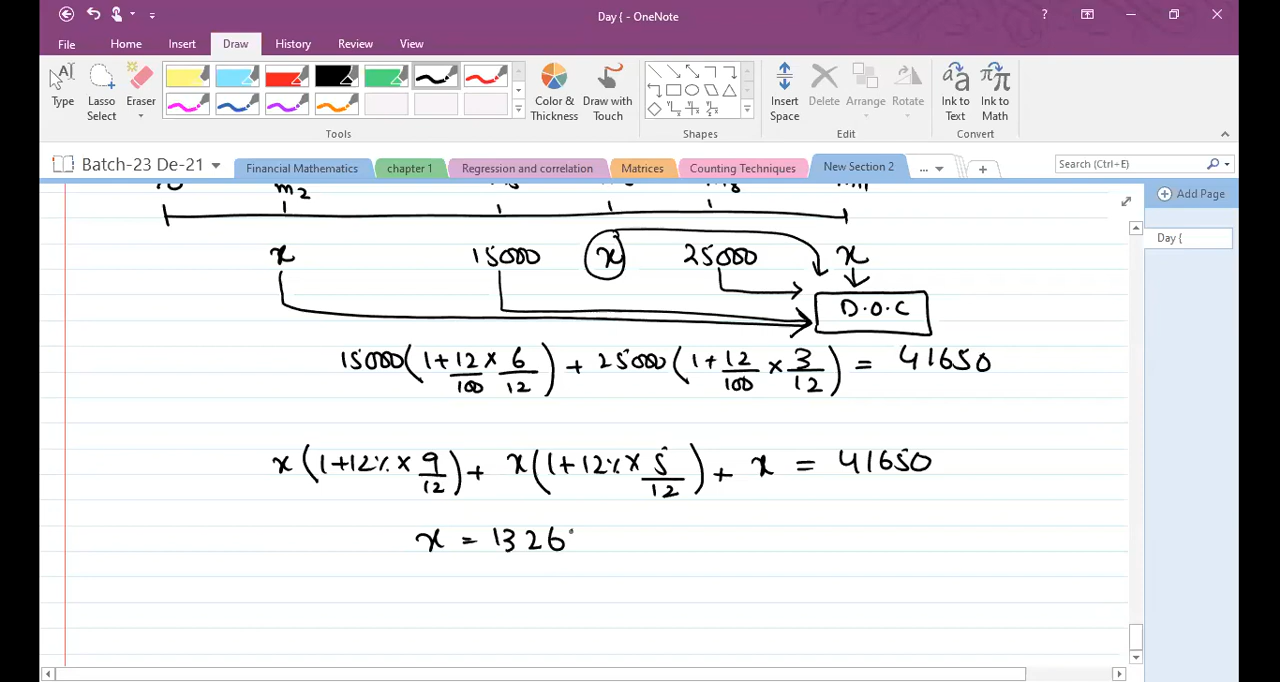 Day { - OneNote
?
File Home Insert Draw History Review View
Type
Lasso Select
Eraser
Color & Thickness
Draw with Touch
Insert Space
Delete
Arrange
Rotate
Ink to Text
Ink to Math
Tools Shapes Edit Convert
Batch-23 De-21
Financial Mathematics chapter 1 Regression and correlation Matrices Counting Techniques New Section 2 ...
Search (Ctrl+E)
Add Page
Day {
m2
x 15000 x 25000 x
D.O.C
15000(1+12/100 × 6/12) + 25000(1+12/100 × 3/12) = 41650
x(1+12% × 9/12) + x(1+12% × 5/12) + x = 41650
x = 1326